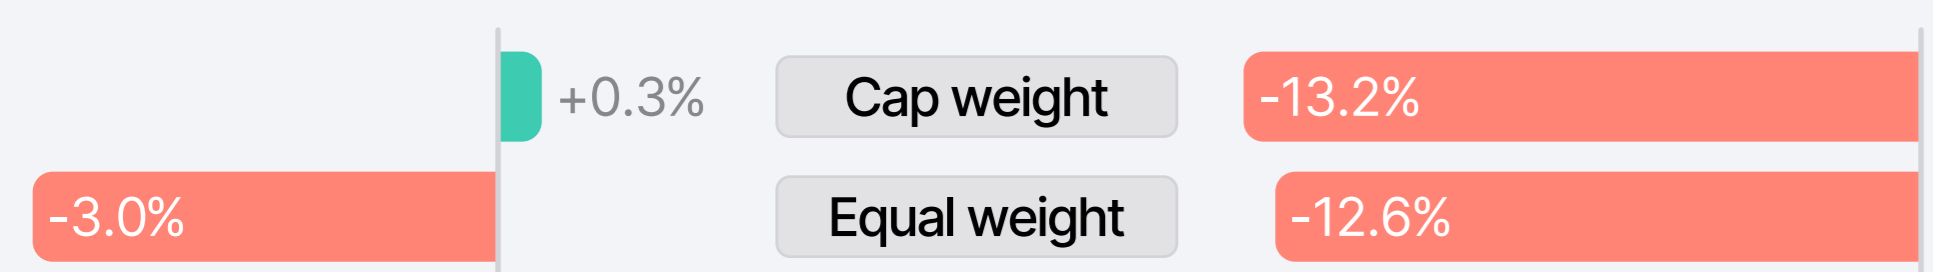 +0.3% Cap weight -13.2%
-3.0% Equal weight -12.6%